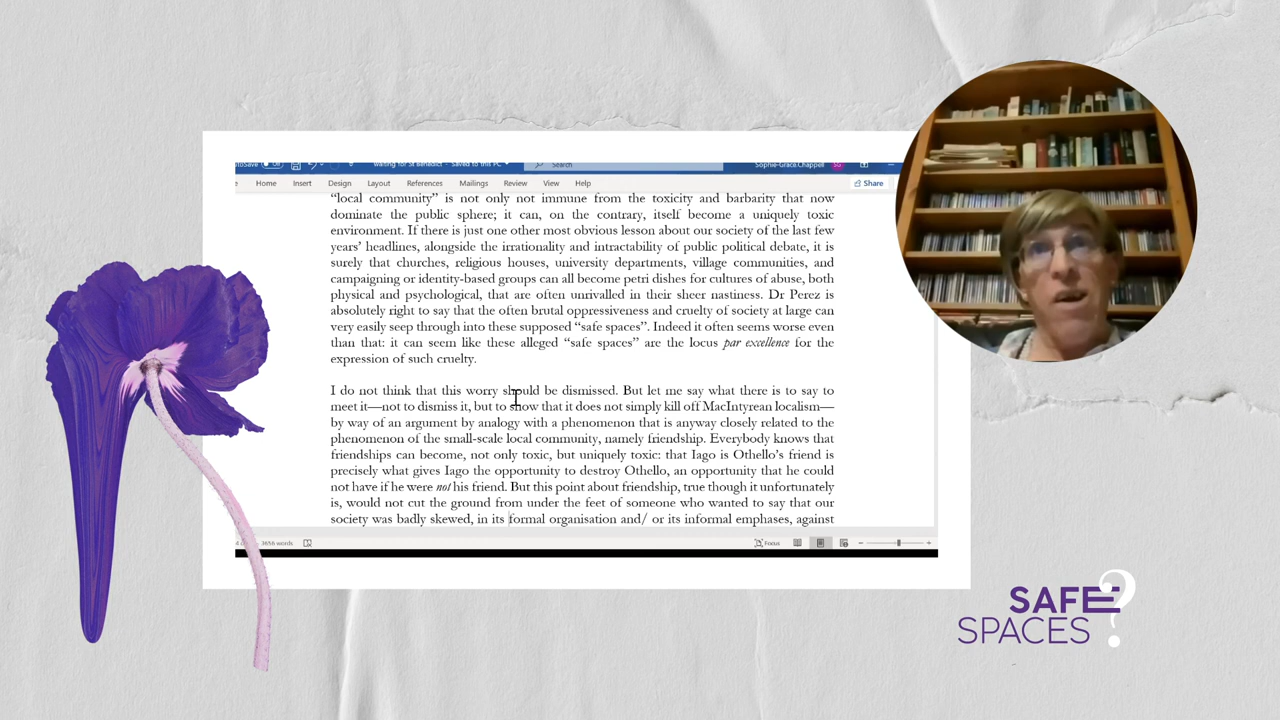 Waiting for St Benedict - Saved to this PC
Search
Sophie-Grace Chappell
SG
Home Insert Design Layout References Mailings Review View Help
Share
“local community” is not only not immune from the toxicity and barbarity that now
dominate the public sphere; it can, on the contrary, itself become a uniquely toxic
environment. If there is just one other most obvious lesson about our society of the last few
years’ headlines, alongside the irrationality and intractability of public political debate, it is
surely that churches, religious houses, university departments, village communities, and
campaigning or identity-based groups can all become petri dishes for cultures of abuse, both
physical and psychological, that are often unrivalled in their sheer nastiness. Dr Perez is
absolutely right to say that the often brutal oppressiveness and cruelty of society at large can
very easily seep through into these supposed “safe spaces”. Indeed it often seems worse even
than that: it can seem like these alleged “safe spaces” are the locus par excellence for the
expression of such cruelty.
I do not think that this worry should be dismissed. But let me say what there is to say to
meet it—not to dismiss it, but to show that it does not simply kill off MacIntyrean localism—
by way of an argument by analogy with a phenomenon that is anyway closely related to the
phenomenon of the small-scale local community, namely friendship. Everybody knows that
friendships can become, not only toxic, but uniquely toxic: that Iago is Othello’s friend is
precisely what gives Iago the opportunity to destroy Othello, an opportunity that he could
not have if he were not his friend. But this point about friendship, true though it unfortunately
is, would not cut the ground from under the feet of someone who wanted to say that our
society was badly skewed, in its formal organisation and/ or its informal emphases, against
words
Focus
SAFE
SPACES?